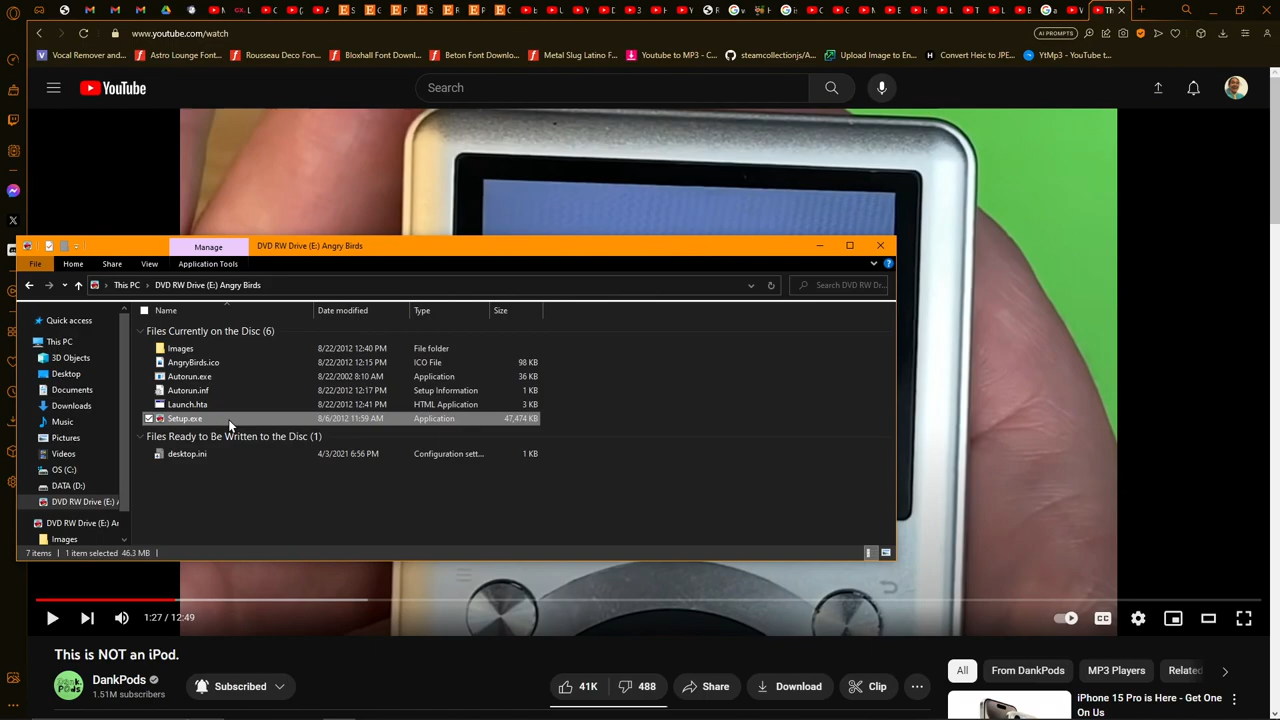 www.youtube.com/watch
AI PROMPTS
Vocal Remover and...
Astro Lounge Font...
Rousseau Deco Fon...
Bloxhall Font Downl...
Beton Font Downlo...
Metal Slug Latino F...
Youtube to MP3 - C...
steamcollectionjs/A...
Upload Image to En...
Convert Heic to JPE...
YtMp3 - YouTube t...
YouTube
Search
Manage
DVD RW Drive (E:) Angry Birds
File
Home
Share
View
Application Tools
This PC
DVD RW Drive (E:) Angry Birds
Search DVD RW Dr...
Name
Date modified
Type
Size
Quick access
This PC
3D Objects
Desktop
Documents
Downloads
Music
Pictures
Videos
OS (C:)
DATA (D:)
DVD RW Drive (E:) A
DVD RW Drive (E:) An
Images
Files Currently on the Disc (6)
Images 8/22/2012 12:40 PM File folder
AngryBirds.ico 8/22/2012 12:15 PM ICO File 98 KB
Autorun.exe 8/22/2002 8:10 AM Application 36 KB
Autorun.inf 8/22/2012 12:17 PM Setup Information 1 KB
Launch.hta 8/22/2012 12:41 PM HTML Application 3 KB
Setup.exe 8/6/2012 11:59 AM Application 47,474 KB
Files Ready to Be Written to the Disc (1)
desktop.ini 4/3/2021 6:56 PM Configuration sett... 1 KB
7 items
1 item selected 46.3 MB
1:27 / 12:49
CC
This is NOT an iPod.
DankPods
1.51M subscribers
Subscribed
41K
488
Share
Download
Clip
All
From DankPods
MP3 Players
Related
iPhone 15 Pro is Here - Get One
On Us